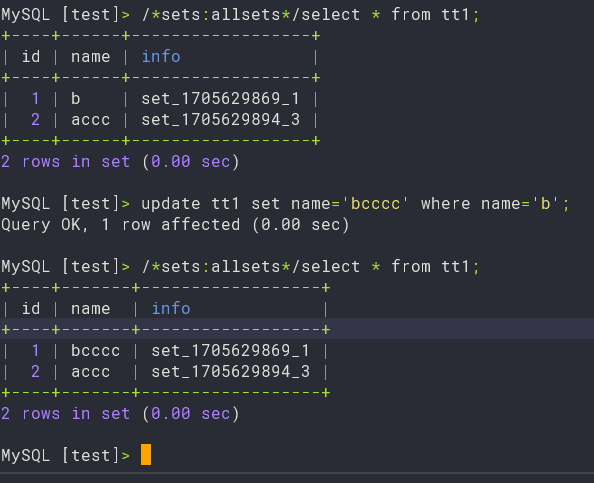 MySQL [test]> /*sets:allsets*/select * from tt1;
+----+------+-----------------+
| id | name | info            |
+----+------+-----------------+
|  1 | b    | set_1705629869_1 |
|  2 | accc | set_1705629894_3 |
+----+------+-----------------+
2 rows in set (0.00 sec)
MySQL [test]> update tt1 set name='bcccc' where name='b';
Query OK, 1 row affected (0.00 sec)
MySQL [test]> /*sets:allsets*/select * from tt1;
+----+-------+-----------------+
| id | name  | info            |
+----+-------+-----------------+
|  1 | bcccc | set_1705629869_1 |
|  2 | accc  | set_1705629894_3 |
+----+-------+-----------------+
2 rows in set (0.00 sec)
MySQL [test]>